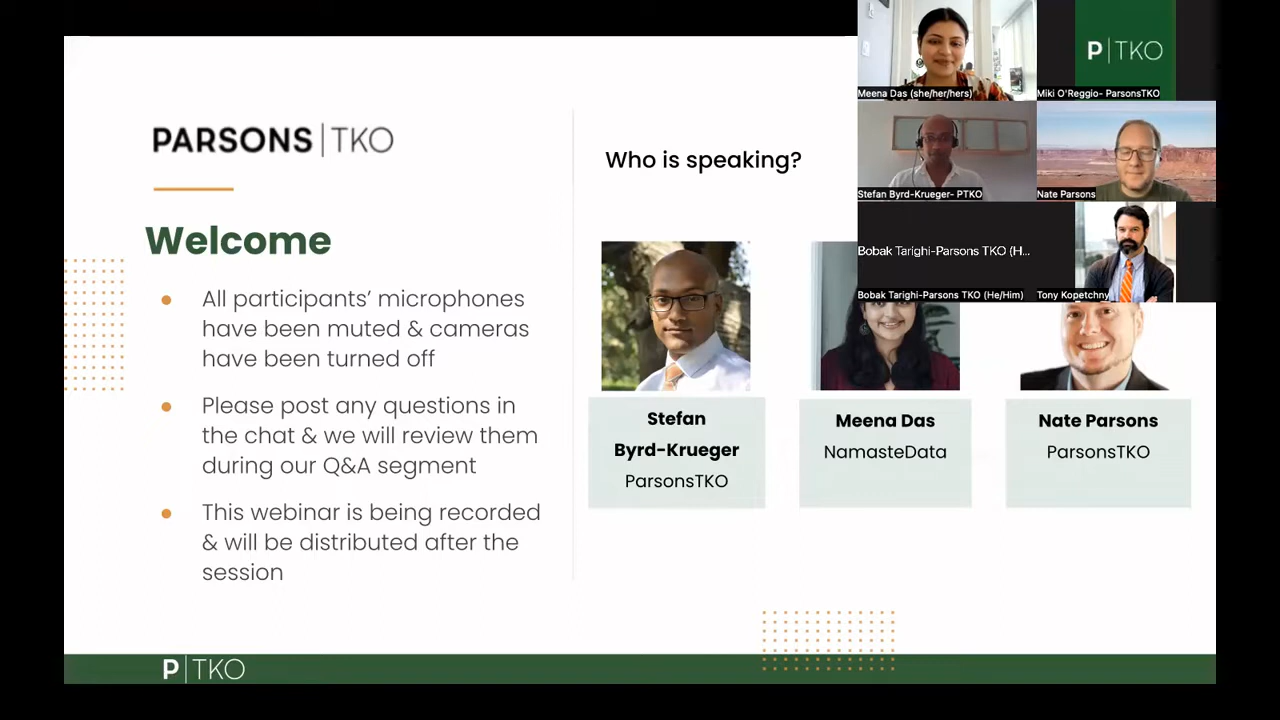 PARSONS|TKO
Welcome
All participants’ microphones
have been muted & cameras
have been turned off
Please post any questions in
the chat & we will review them
during our Q&A segment
This webinar is being recorded
& will be distributed after the
session
Who is speaking?
Stefan
Byrd-Krueger
ParsonsTKO
Meena Das
NamasteData
Nate Parsons
ParsonsTKO
Meena Das (she/her/hers)
P|TKO
Miki O'Reggio- ParsonsTKO
Stefan Byrd-Krueger- PTKO
Nate Parsons
Bobak Tarighi-Parsons TKO (H...
Bobak Tarighi-Parsons TKO (He/Him)
Tony Kopetchny
P|TKO